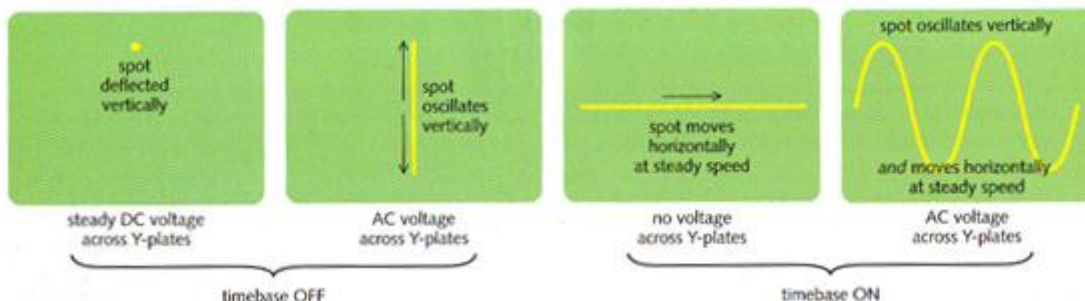 spot
deflected
vertically
spot
oscillates
vertically
spot moves
horizontally
at steady speed
spot oscillates vertically
and moves horizontally
at steady speed
steady DC voltage
across Y-plates
AC voltage
across Y-plates
no voltage
across Y-plates
AC voltage
across Y-plates
timebase OFF
timebase ON